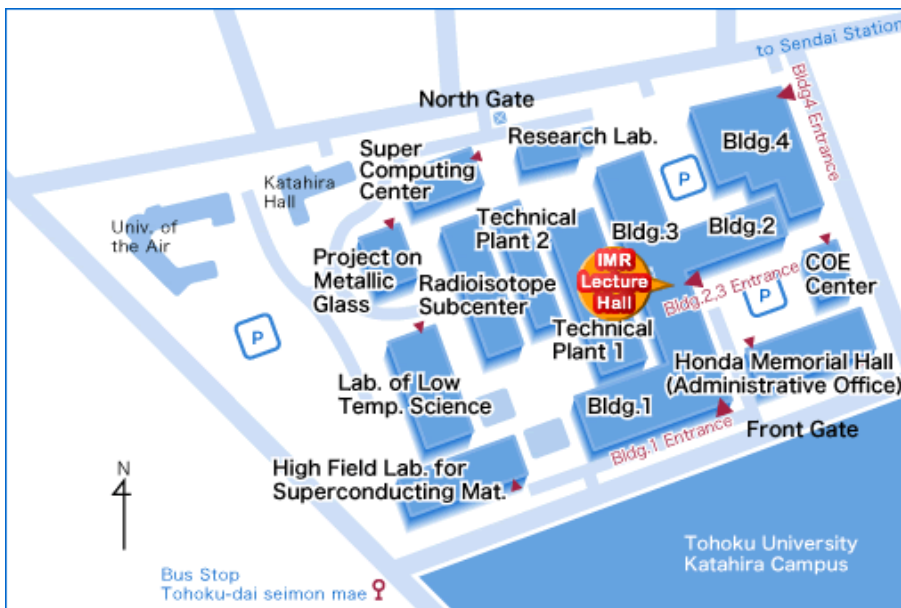 to Sendai Station
Bldg4 Entrance
North Gate
Research Lab.
Super
Computing
Center
Bldg.4
P
Katahira
Hall
Univ. of
the Air
Technical
Plant 2
Bldg.3
Bldg.2
Project on
Metallic
Glass
Radioisotope
Subcenter
IMR
Lecture
Hall
Bldg.2,3 Entrance
P
COE
Center
P
Technical
Plant 1
Honda Memorial Hall
(Administrative Office)
Lab. of Low
Temp. Science
Bldg.1
Bldg.1 Entrance
Front Gate
High Field Lab. for
Superconducting Mat.
N
Tohoku University
Katahira Campus
Bus Stop
Tohoku-dai seimon mae